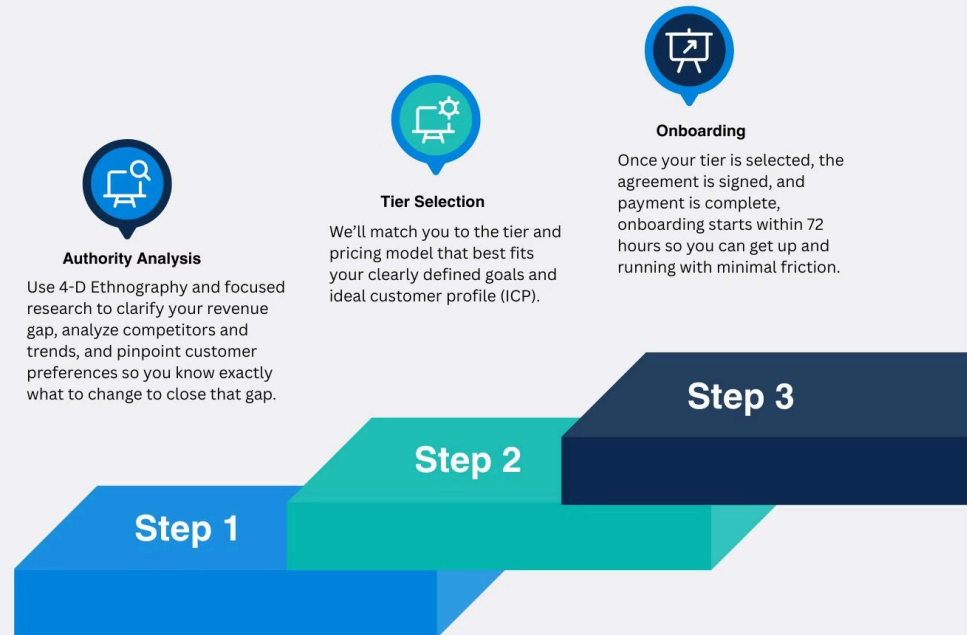 Authority Analysis
Use 4-D Ethnography and focused
research to clarify your revenue
gap, analyze competitors and
trends, and pinpoint customer
preferences so you know exactly
what to change to close that gap.
Step 1
Tier Selection
We’ll match you to the tier and
pricing model that best fits
your clearly defined goals and
ideal customer profile (ICP).
Step 2
Onboarding
Once your tier is selected, the
agreement is signed, and
payment is complete,
onboarding starts within 72
hours so you can get up and
running with minimal friction.
Step 3